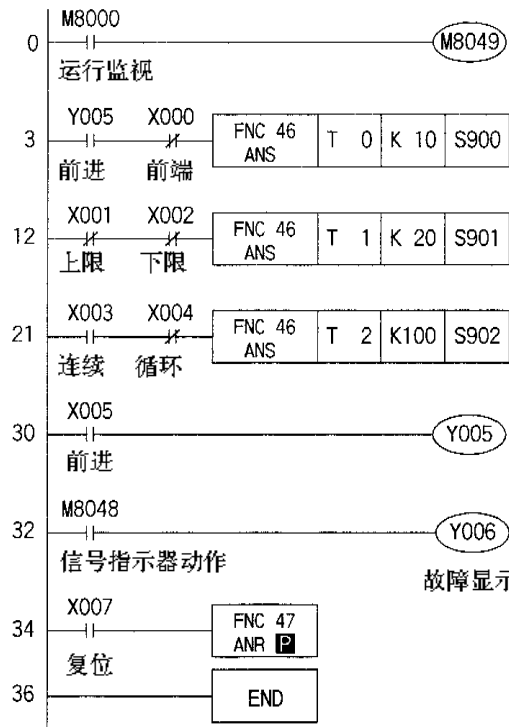 M8000
0 M8049
运行监视
Y005 X000
3 FNC 46 ANS T 0 K 10 S900
前进 前端
X001 X002
12 FNC 46 ANS T 1 K 20 S901
上限 下限
X003 X004
21 FNC 46 ANS T 2 K100 S902
连续 循环
X005
30 Y005
前进
M8048
32 Y006
信号指示器动作
故障显示
X007
34 FNC 47 ANR P
复位
36 END